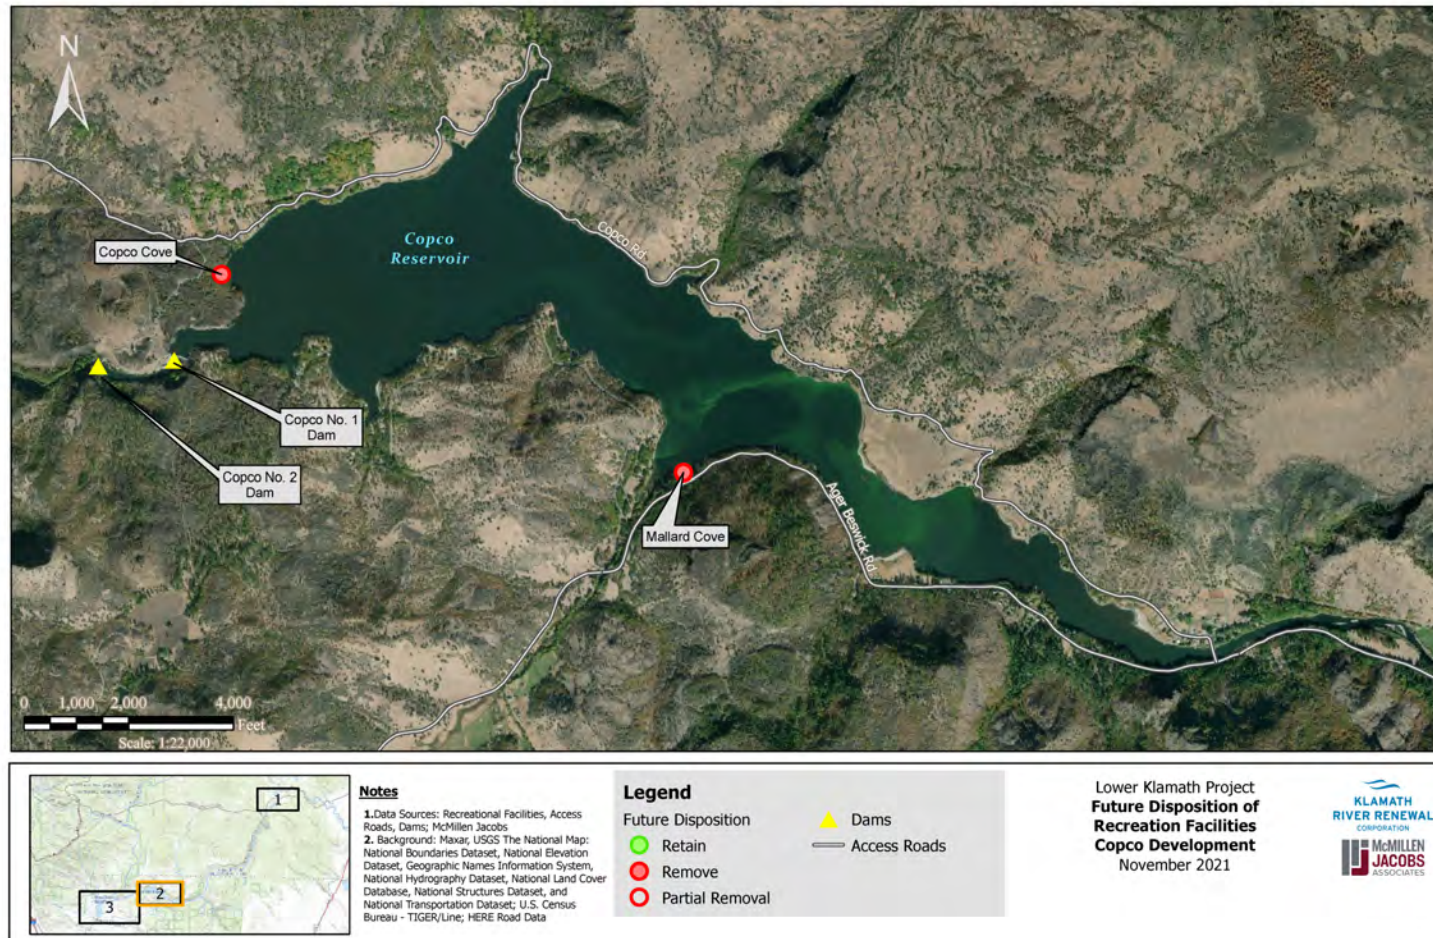 N
Copco
Reservoir
Copco Rd
Copco Cove
Copco No. 1
Dam
Copco No. 2
Dam
Mallard Cove
Ager Beswick Rd
0 1,000 2,000 4,000
Feet
Scale: 1:22,000
1
2
3
Notes
1.Data Sources: Recreational Facilities, Access
Roads, Dams; McMillen Jacobs
2. Background: Maxar, USGS The National Map:
National Boundaries Dataset, National Elevation
Dataset, Geographic Names Information System,
National Hydrography Dataset, National Land Cover
Database, National Structures Dataset, and
National Transportation Dataset; U.S. Census
Bureau - TIGER/Line; HERE Road Data
Legend
Future Disposition
Retain
Remove
Partial Removal
Dams
Access Roads
Lower Klamath Project
Future Disposition of
Recreation Facilities
Copco Development
November 2021
KLAMATH
RIVER RENEWAL
CORPORATION
McMILLEN
JACOBS
ASSOCIATES